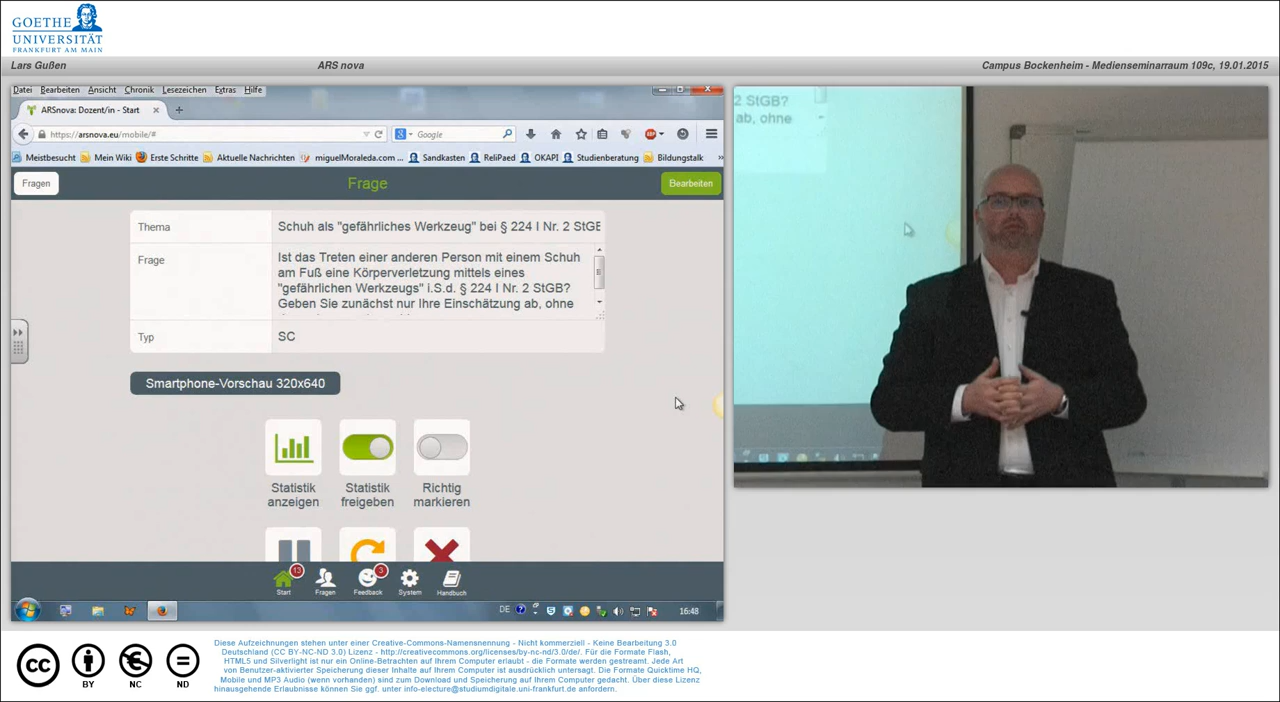 GOETHE
UNIVERSITÄT
FRANKFURT AM MAIN
Lars Gußen ARS nova Campus Bockenheim - Medienseminarraum 109c, 19.01.2015
Datei Bearbeiten Ansicht Chronik Lesezeichen Extras Hilfe
ARSnova: Dozent/in - Start
https://arsnova.eu/mobile/#
Google
Meistbesucht Mein Wiki Erste Schritte Aktuelle Nachrichten miguelMoraleda.com ... Sandkasten ReliPaed OKAPI Studienberatung Bildungstalk
Fragen Frage Bearbeiten
Thema Schuh als "gefährliches Werkzeug" bei § 224 I Nr. 2 StGB
Frage Ist das Treten einer anderen Person mit einem Schuh
am Fuß eine Körperverletzung mittels eines
"gefährlichen Werkzeugs" i.S.d. § 224 I Nr. 2 StGB?
Geben Sie zunächst nur Ihre Einschätzung ab, ohne
Typ SC
Smartphone-Vorschau 320x640
Statistik anzeigen
Statistik freigeben
Richtig markieren
13 3
Start Fragen Feedback System Handbuch
DE 16:48
2 StGB?
ab, ohne
cc
BY NC ND
Diese Aufzeichnungen stehen unter einer Creative-Commons-Namensnennung - Nicht kommerziell - Keine Bearbeitung 3.0
Deutschland (CC BY-NC-ND 3.0) Lizenz - http://creativecommons.org/licenses/by-nc-nd/3.0/de/. Für die Formate Flash,
HTML5 und Silverlight ist nur ein Online-Betrachten auf Ihrem Computer erlaubt - die Formate werden gestreamt. Jede Art
von Benutzer-aktivierter Speicherung dieser Inhalte auf Ihrem Computer ist ausdrücklich untersagt. Die Formate Quicktime HQ,
Mobile und MP3 Audio (wenn vorhanden) sind zum Download und Speicherung auf Ihrem Computer gedacht. Über diese Lizenz
hinausgehende Erlaubnisse können Sie ggf. unter info-electure@studiumdigitale.uni-frankfurt.de anfordern.